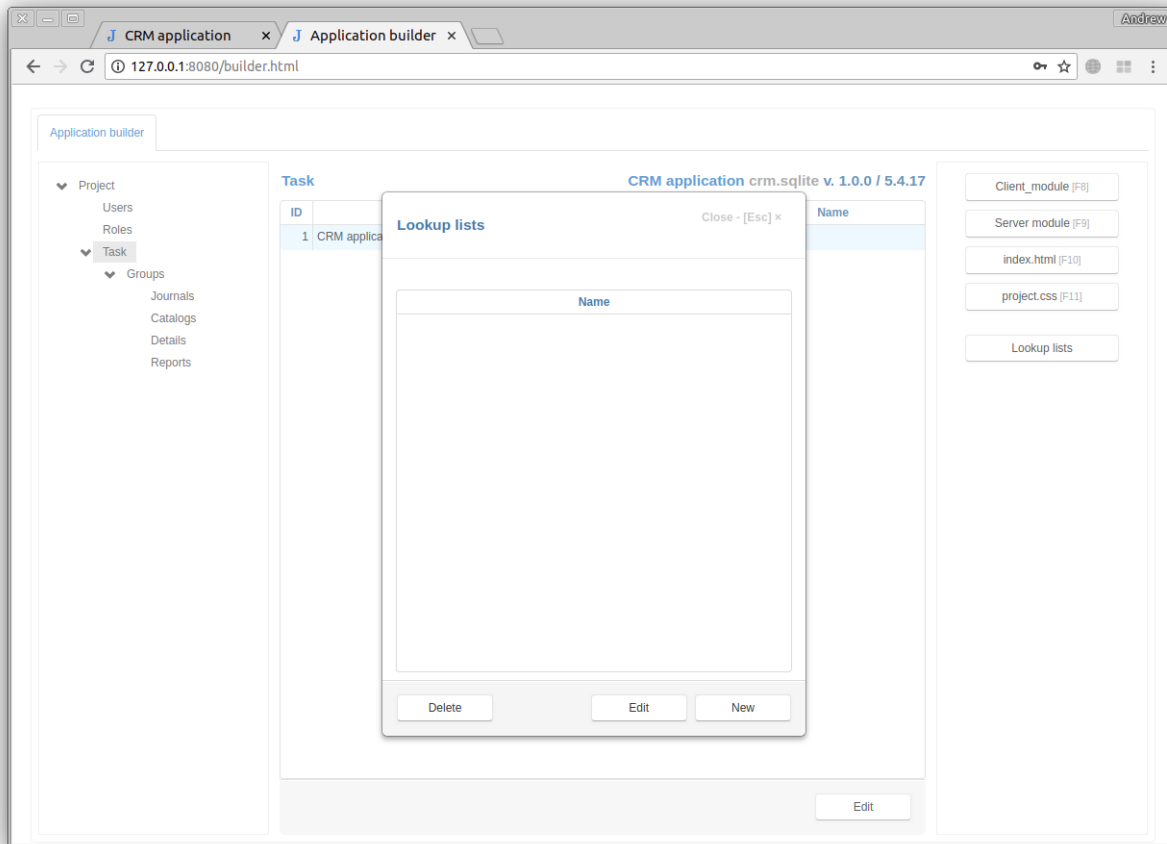 Andrew
J CRM application × J Application builder ×
127.0.0.1:8080/builder.html
Application builder
Project
Users
Roles
Task
Groups
Journals
Catalogs
Details
Reports
Task CRM application crm.sqlite v. 1.0.0 / 5.4.17
ID Name
1 CRM applica
Lookup lists Close - [Esc] ×
Name
Delete Edit New
Edit
Client_module [F8]
Server module [F9]
index.html [F10]
project.css [F11]
Lookup lists